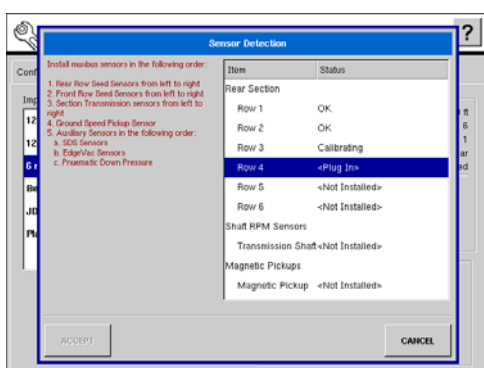 ?
Sensor Detection
Conf
Install muxbus sensors in the following order:
1. Rear Row Seed Sensors from left to right
2. Front Row Seed Sensors from left to right
3. Section Transmission sensors from left to
right
4. Ground Speed Pickup Sensor
5. Auxiliary Sensors in the following order:
a. SDS Sensors
b. EdgeVac Sensors
c. Pnuematic Down Pressure
Item Status
Rear Section
Row 1 OK
Row 2 OK
Row 3 Calibrating
Row 4 <Plug In>
Row 5 <Not Installed>
Row 6 <Not Installed>
Shaft RPM Sensors
Transmission Shaft <Not Installed>
Magnetic Pickups
Magnetic Pickup <Not Installed>
Imp
12
12
6 r
Be
JD
Pla
ft
6
1
ar
ed
ACCEPT
CANCEL